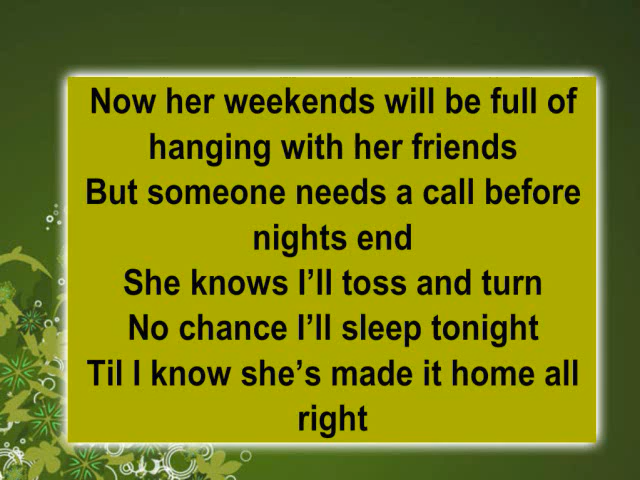 Now her weekends will be full of
hanging with her friends
But someone needs a call before
nights end
She knows I’ll toss and turn
No chance I’ll sleep tonight
Til I know she’s made it home all
right